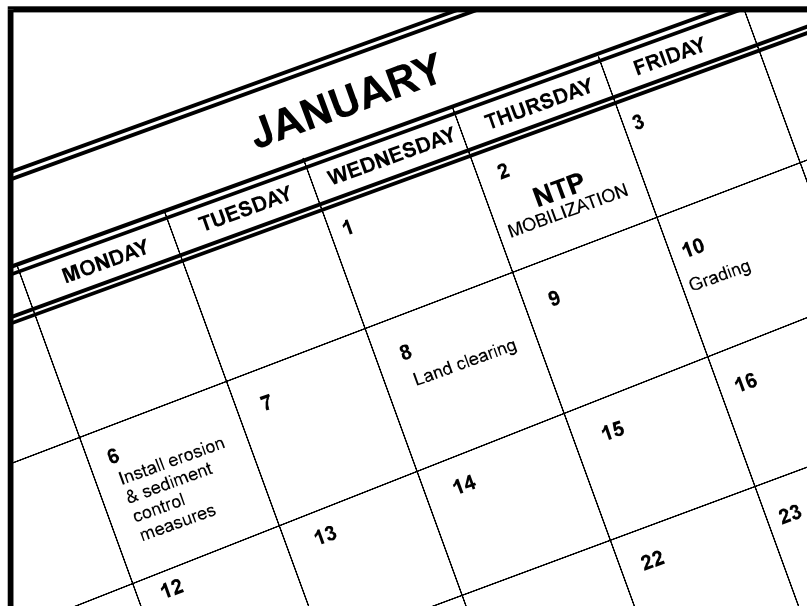 JANUARY
MONDAY
TUESDAY
WEDNESDAY
THURSDAY
FRIDAY
1
2
NTP
MOBILIZATION
3
6
Install erosion
& sediment
control
measures
7
8
Land clearing
9
10
Grading
12
13
14
15
16
22
23